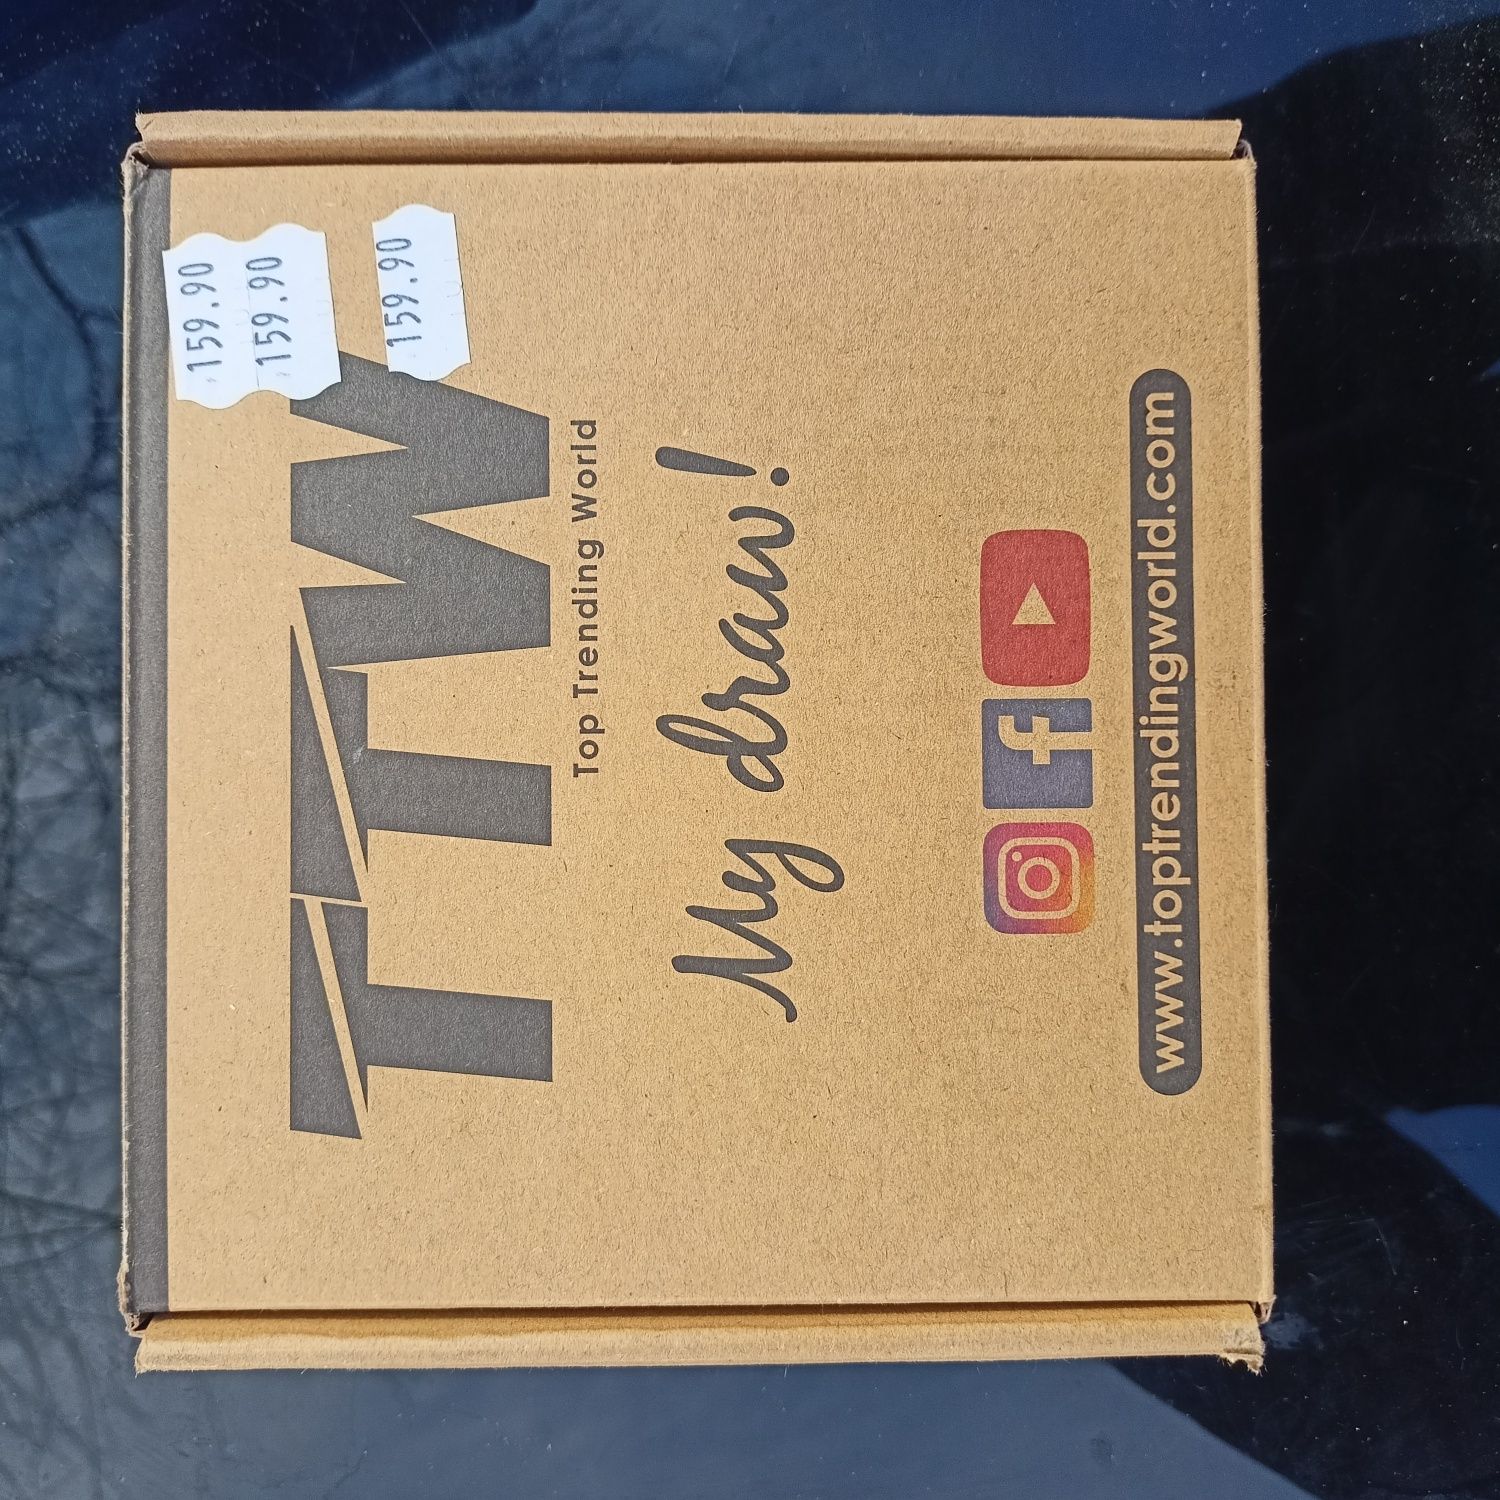 159.90
159.90
159.90
TTW
Top Trending World
My draw!
www.toptrendingworld.com